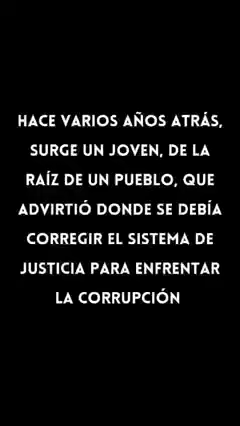 HACE VARIOS AÑOS ATRÁS,
SURGE UN JOVEN, DE LA
RAÍZ DE UN PUEBLO, QUE
ADVIRTIÓ DONDE SE DEBÍA
CORREGIR EL SISTEMA DE
JUSTICIA PARA ENFRENTAR
LA CORRUPCIÓN